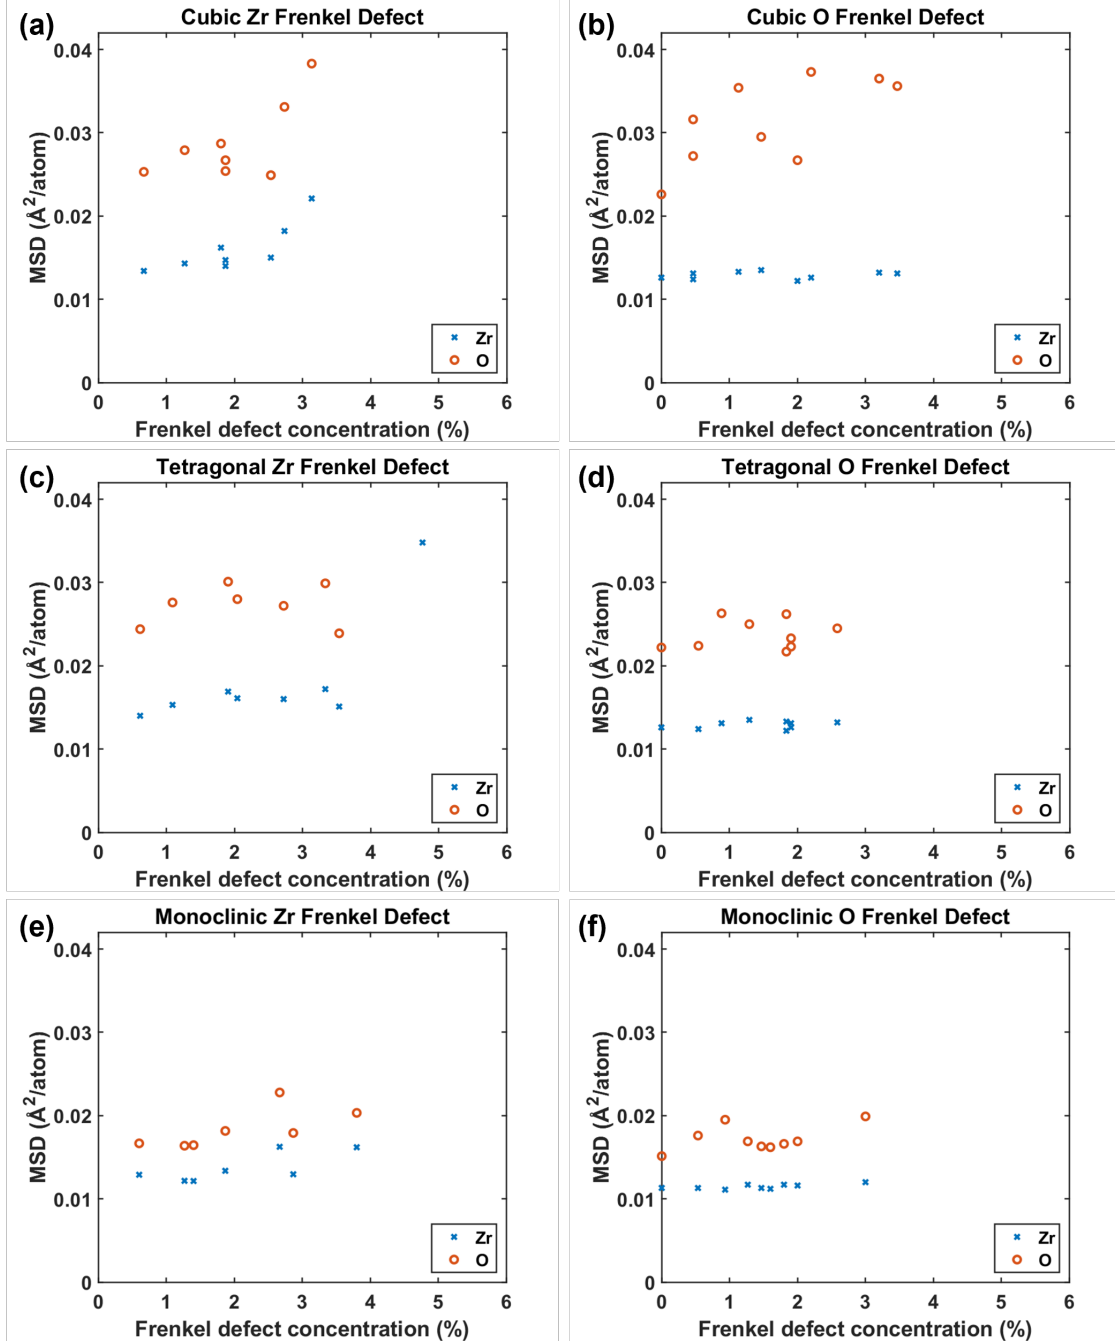 (a)
Cubic Zr Frenkel Defect
MSD (Å²/atom)
0.04
0.03
0.02
0.01
0
0 1 2 3 4 5 6
Frenkel defect concentration (%)
Zr
O
(b)
Cubic O Frenkel Defect
MSD (Å²/atom)
0.04
0.03
0.02
0.01
0
0 1 2 3 4 5 6
Frenkel defect concentration (%)
Zr
O
(c)
Tetragonal Zr Frenkel Defect
MSD (Å²/atom)
0.04
0.03
0.02
0.01
0
0 1 2 3 4 5 6
Frenkel defect concentration (%)
Zr
O
(d)
Tetragonal O Frenkel Defect
MSD (Å²/atom)
0.04
0.03
0.02
0.01
0
0 1 2 3 4 5 6
Frenkel defect concentration (%)
Zr
O
(e)
Monoclinic Zr Frenkel Defect
MSD (Å²/atom)
0.04
0.03
0.02
0.01
0
0 1 2 3 4 5 6
Frenkel defect concentration (%)
Zr
O
(f)
Monoclinic O Frenkel Defect
MSD (Å²/atom)
0.04
0.03
0.02
0.01
0
0 1 2 3 4 5 6
Frenkel defect concentration (%)
Zr
O